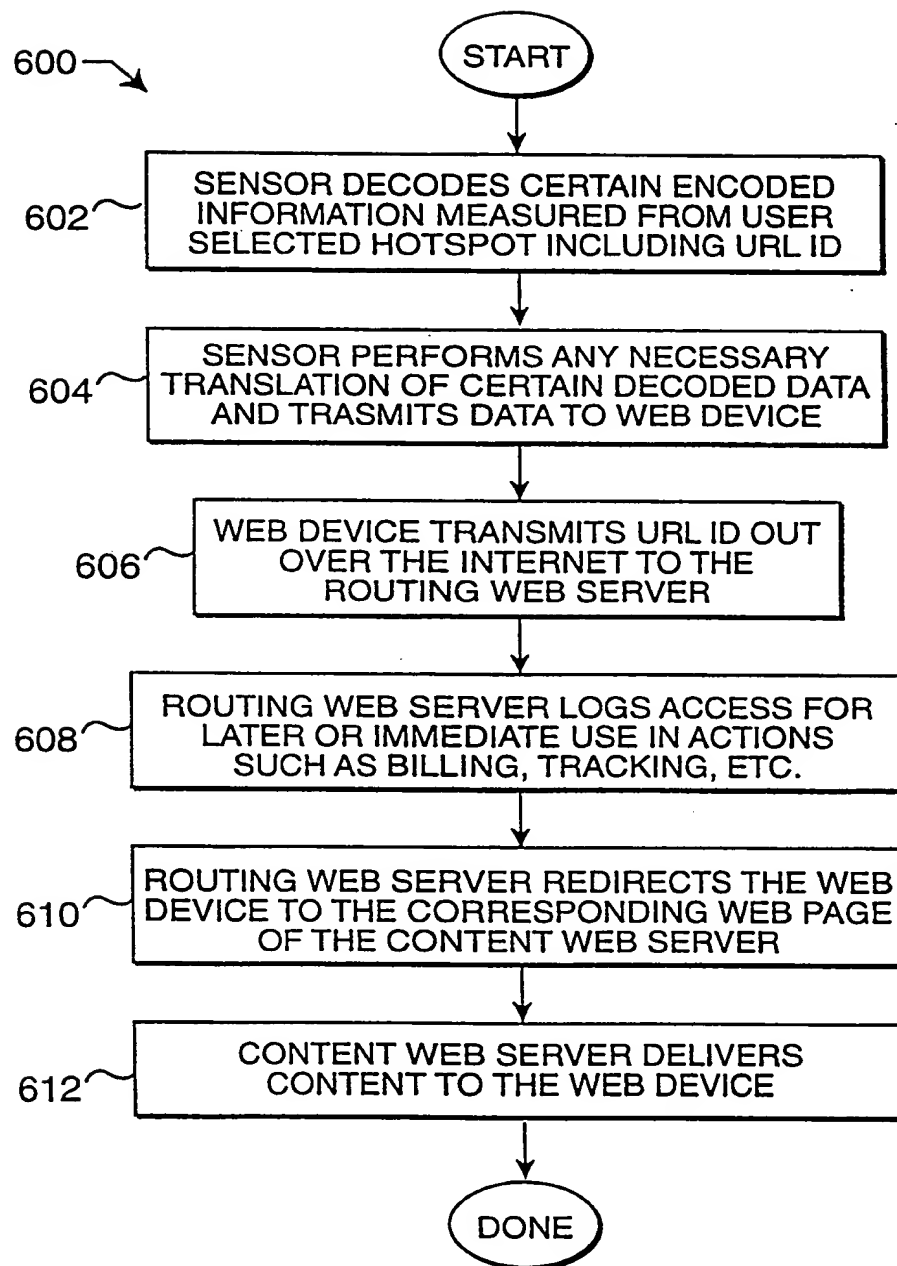 START
600
602
SENSOR DECODES CERTAIN ENCODED
INFORMATION MEASURED FROM USER
SELECTED HOTSPOT INCLUDING URL ID
604
SENSOR PERFORMS ANY NECESSARY
TRANSLATION OF CERTAIN DECODED DATA
AND TRASMITS DATA TO WEB DEVICE
606
WEB DEVICE TRANSMITS URL ID OUT
OVER THE INTERNET TO THE
ROUTING WEB SERVER
608
ROUTING WEB SERVER LOGS ACCESS FOR
LATER OR IMMEDIATE USE IN ACTIONS
SUCH AS BILLING, TRACKING, ETC.
610
ROUTING WEB SERVER REDIRECTS THE WEB
DEVICE TO THE CORRESPONDING WEB PAGE
OF THE CONTENT WEB SERVER
612
CONTENT WEB SERVER DELIVERS
CONTENT TO THE WEB DEVICE
DONE